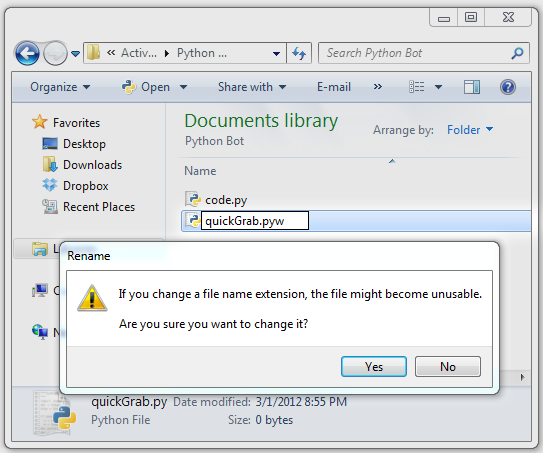 Activ... Python ...
Search Python Bot
Organize Open Share with E-mail »
Favorites
Desktop
Downloads
Dropbox
Recent Places
Documents library
Python Bot
Arrange by: Folder
Name
code.py
quickGrab.pyw
Rename
If you change a file name extension, the file might become unusable.
Are you sure you want to change it?
Yes No
quickGrab.py Date modified: 3/1/2012 8:55 PM
Python File Size: 0 bytes